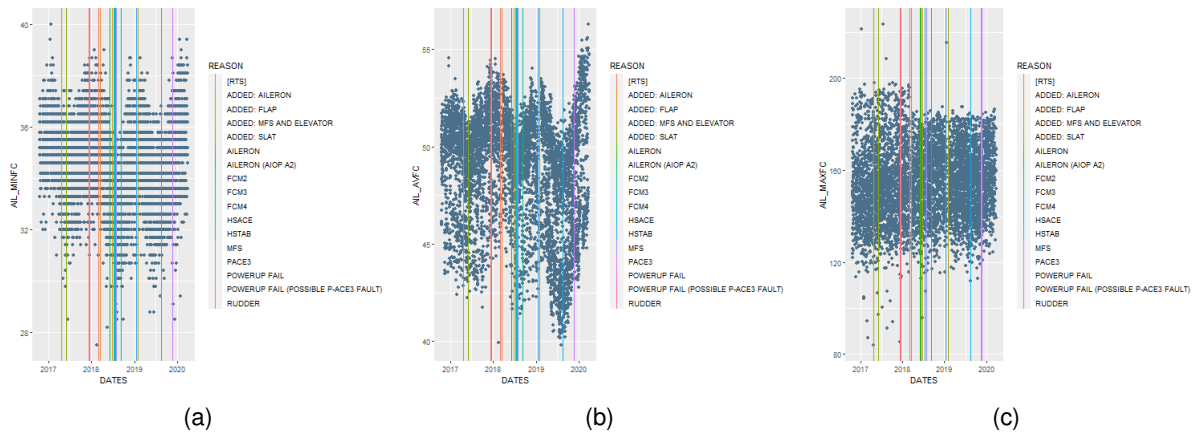 AIL_MINFC
40
36
32
28
2017
2018
2019
2020
DATES
REASON
[RTS]
ADDED: AILERON
ADDED: FLAP
ADDED: MFS AND ELEVATOR
ADDED: SLAT
AILERON
AILERON (AIOP A2)
FCM2
FCM3
FCM4
HSACE
HSTAB
MFS
PACE3
POWERUP FAIL
POWERUP FAIL (POSSIBLE P-ACE3 FAULT)
RUDDER
(a)
AIL_AVFC
55
50
45
40
2017
2018
2019
2020
DATES
REASON
[RTS]
ADDED: AILERON
ADDED: FLAP
ADDED: MFS AND ELEVATOR
ADDED: SLAT
AILERON
AILERON (AIOP A2)
FCM2
FCM3
FCM4
HSACE
HSTAB
MFS
PACE3
POWERUP FAIL
POWERUP FAIL (POSSIBLE P-ACE3 FAULT)
RUDDER
(b)
AIL_MAXFC
200
160
120
80
2017
2018
2019
2020
DATES
REASON
[RTS]
ADDED: AILERON
ADDED: FLAP
ADDED: MFS AND ELEVATOR
ADDED: SLAT
AILERON
AILERON (AIOP A2)
FCM2
FCM3
FCM4
HSACE
HSTAB
MFS
PACE3
POWERUP FAIL
POWERUP FAIL (POSSIBLE P-ACE3 FAULT)
RUDDER
(c)